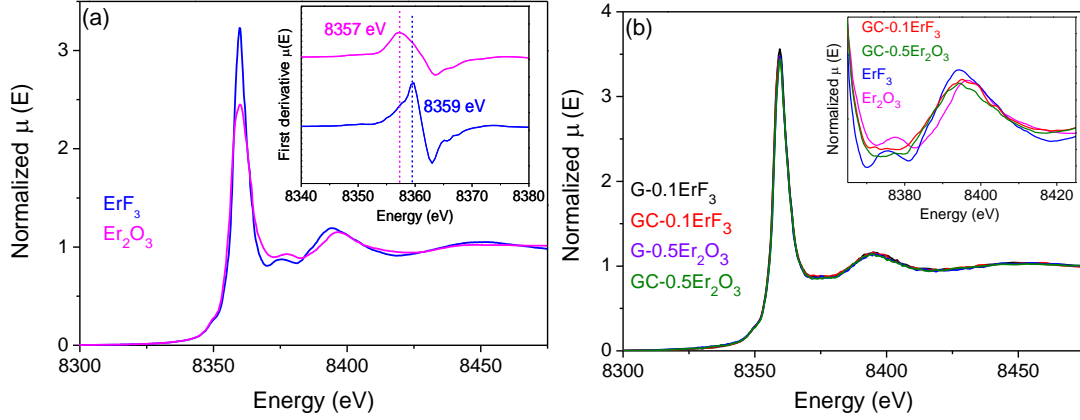 (a)
Normalized μ (E)
3
2
1
0
8300
8350
8400
8450
Energy (eV)
ErF₃
Er₂O₃
First derivative μ(E)
8357 eV
8359 eV
8340
8350
8360
8370
8380
Energy (eV)
(b)
Normalized μ (E)
4
3
2
1
0
8300
8350
8400
8450
Energy (eV)
G-0.1ErF₃
GC-0.1ErF₃
G-0.5Er₂O₃
GC-0.5Er₂O₃
Normalized μ (E)
GC-0.1ErF₃
GC-0.5Er₂O₃
ErF₃
Er₂O₃
8380
8400
8420
Energy (eV)